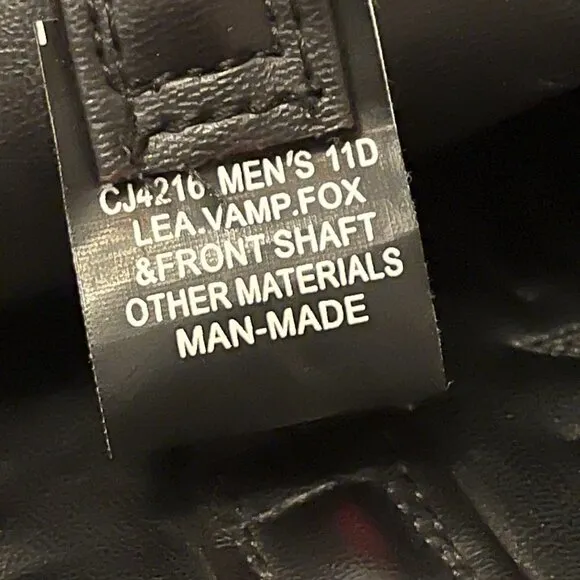 CJ4216 MEN'S 11D
LEA.VAMP.FOX
&FRONT SHAFT
OTHER MATERIALS
MAN-MADE